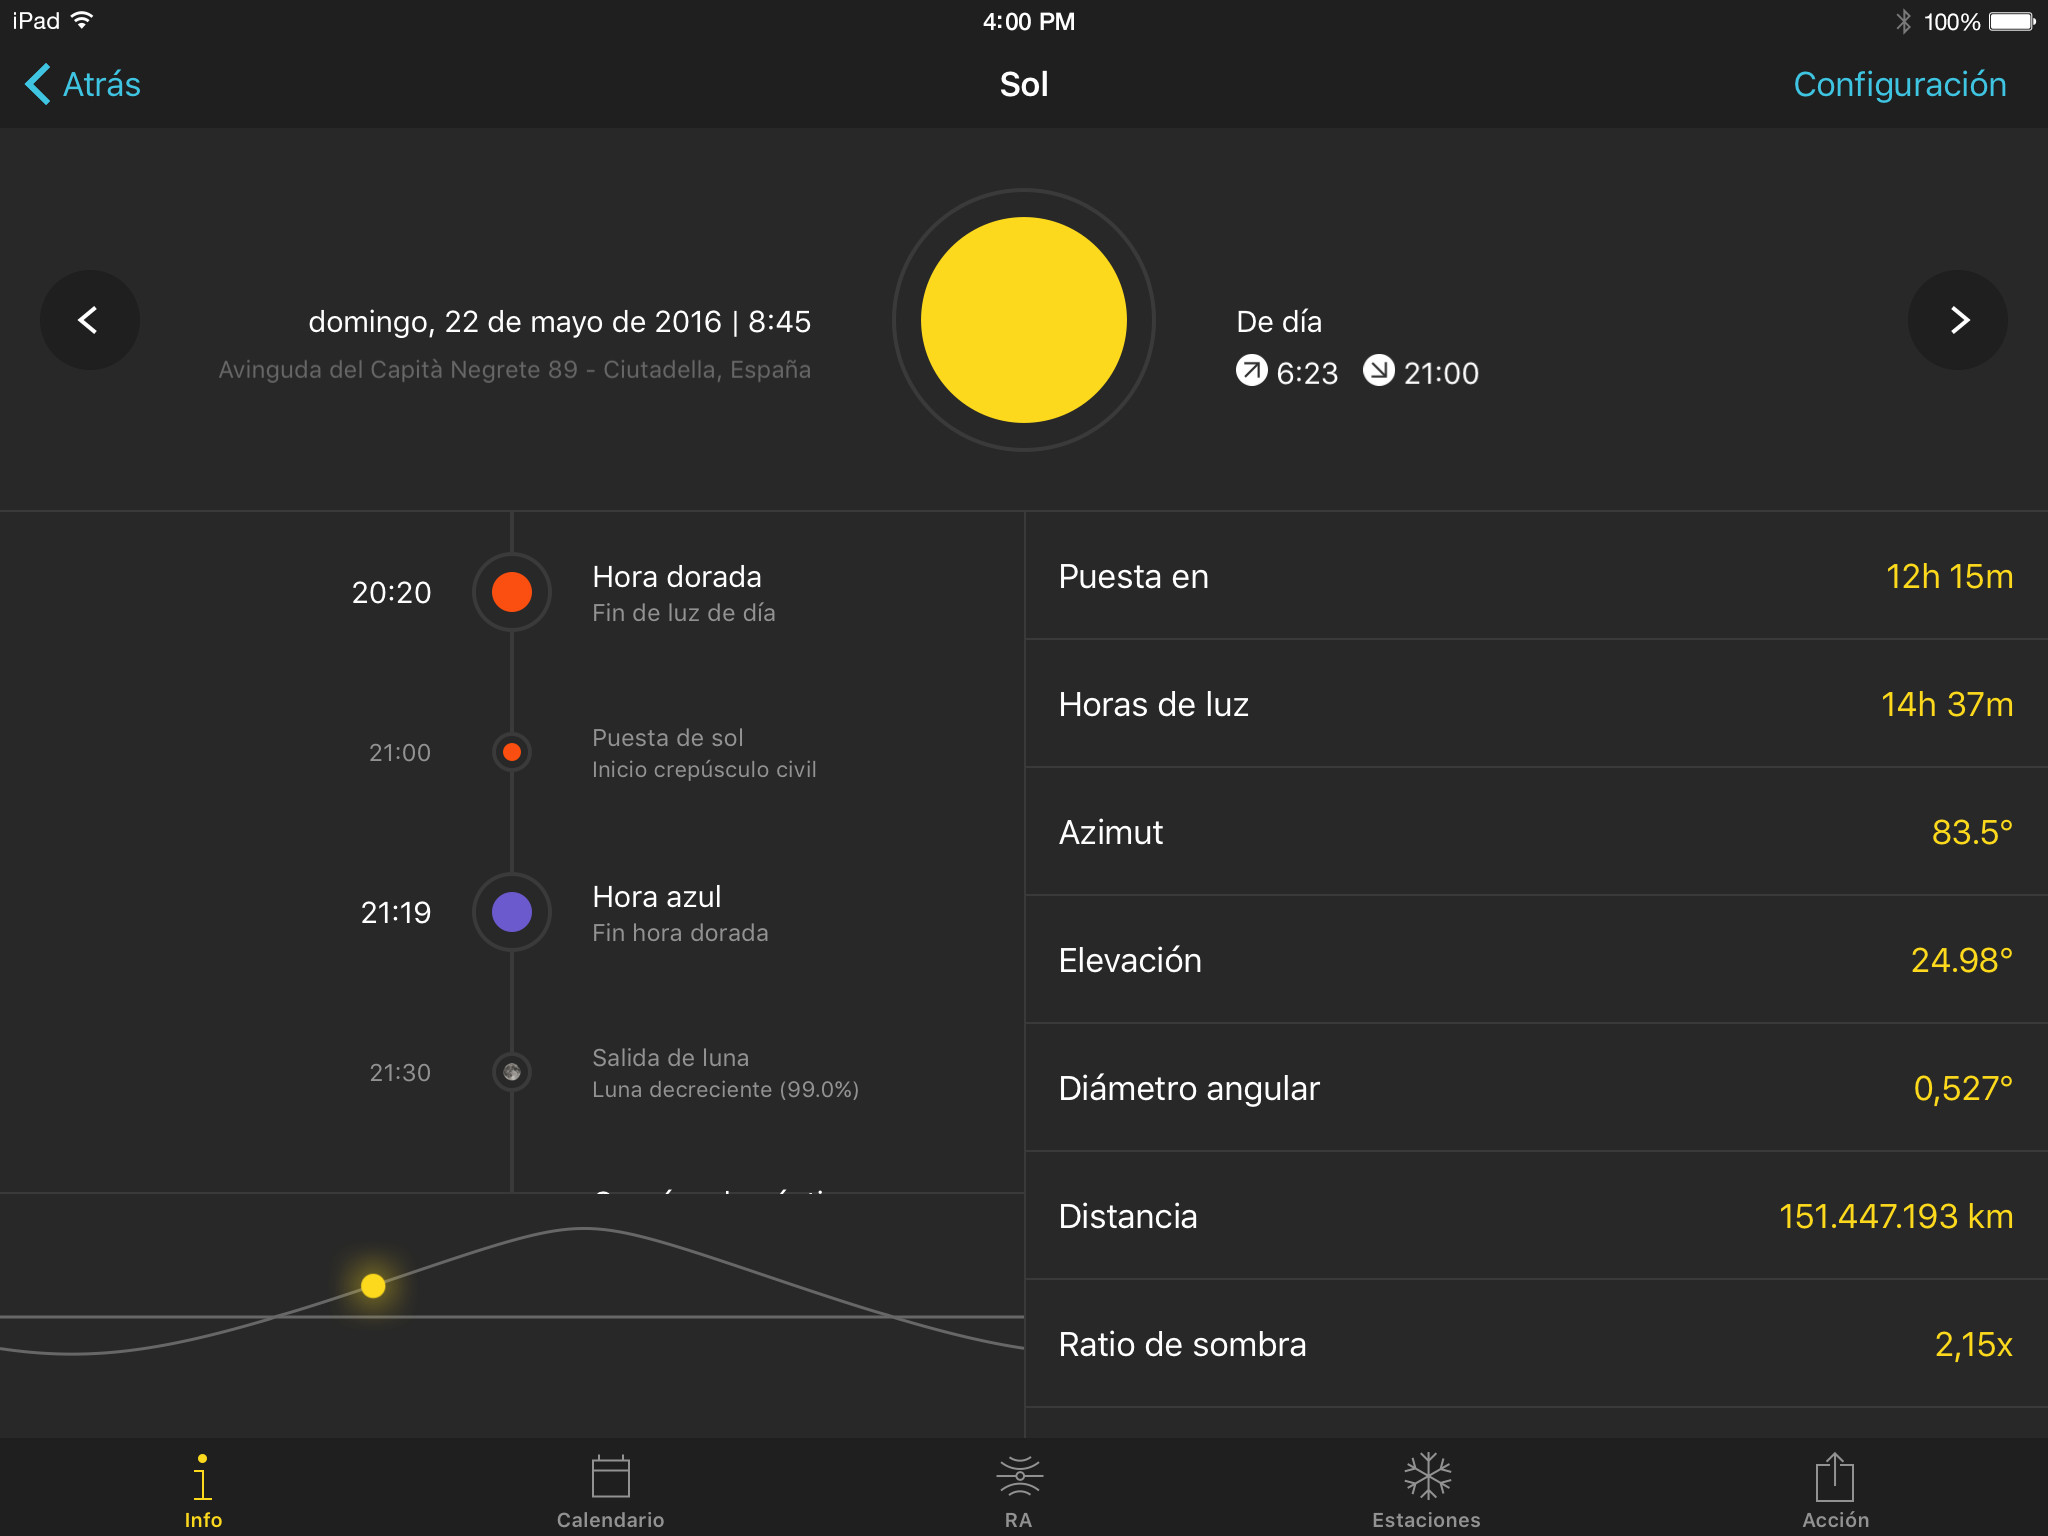 iPad
4:00 PM
100%
Atrás
Sol
Configuración
domingo, 22 de mayo de 2016 | 8:45
Avinguda del Capità Negrete 89 - Ciutadella, España
De día
6:23 21:00
20:20
Hora dorada
Fin de luz de día
21:00
Puesta de sol
Inicio crepúsculo civil
21:19
Hora azul
Fin hora dorada
21:30
Salida de luna
Luna decreciente (99.0%)
Puesta en 12h 15m
Horas de luz 14h 37m
Azimut 83.5°
Elevación 24.98°
Diámetro angular 0,527°
Distancia 151.447.193 km
Ratio de sombra 2,15x
Info
Calendario
RA
Estaciones
Acción